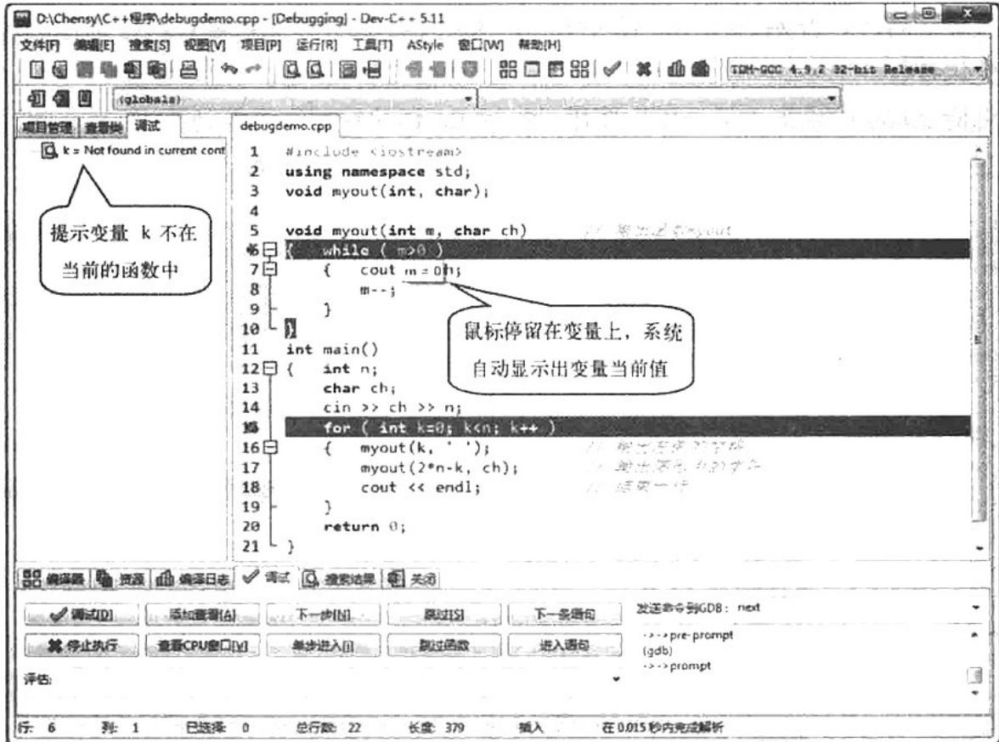 D:\Chensy\C++程序\debugdemo.cpp - [Debugging] - Dev-C++ 5.11
文件[F] 编辑[E] 搜索[S] 视图[V] 项目[P] 运行[R] 工具[T] AStyle 窗口[W] 帮助[H]
TDM-GCC 4.9.2 32-bit Release
(globals)
项目管理 查看类 调试
debugdemo.cpp
k = Not found in current cont
提示变量 k 不在
当前的函数中
1 #include <iostream>
2 using namespace std;
3 void myout(int, char);
4
5 void myout(int m, char ch)
6 { while ( m>0 )
7 { cout m = 0h;
8 m--;
9 }
10 }
11 int main()
12 { int n;
13 char ch;
14 cin >> ch >> n;
15 for ( int k=0; k<n; k++ )
16 { myout(k, ' ');
17 myout(2*n-k, ch);
18 cout << endl; // 结束一行
19 }
20 return 0;
21 }
鼠标停留在变量上，系统
自动显示出变量当前值
编译器 资源 编译日志 调试 搜索结果 关闭
调试[D] 添加查看[A] 下一步[N] 跳过[S] 下一条语句 发送命令到GDB: next
停止执行 查看CPU窗口[V] 单步进入[i] 跳过函数 进入语句
->->pre-prompt
(gdb)
->->prompt
评估:
行: 6 列: 1 已选择: 0 总行数: 22 长度: 379 插入 在 0.015 秒内完成解析